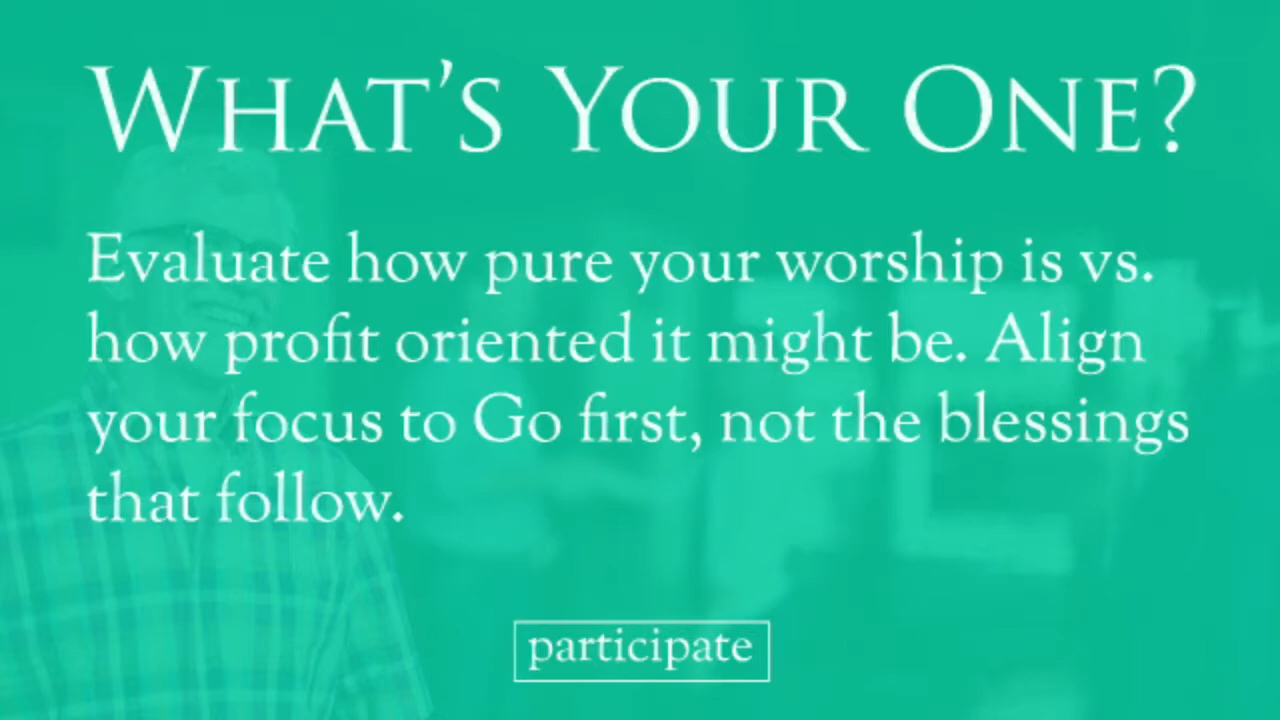 WHAT'S YOUR ONE?
Evaluate how pure your worship is vs.
how profit oriented it might be. Align
your focus to Go first, not the blessings
that follow.
participate